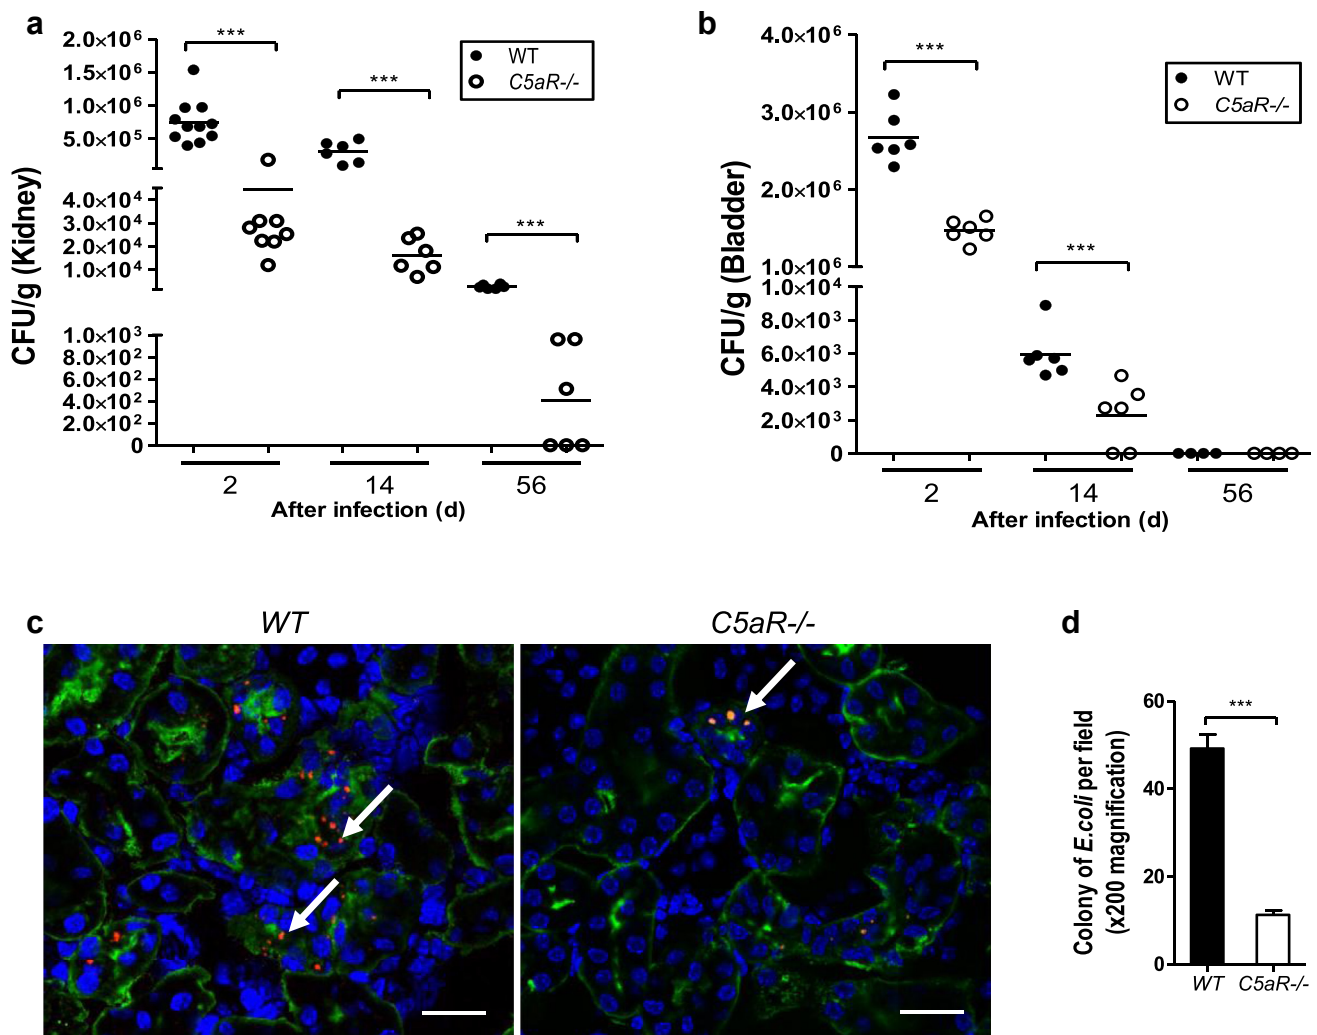 a
2.0×10⁶
1.5×10⁶
1.0×10⁶
5.0×10⁵
4.0×10⁴
3.0×10⁴
2.0×10⁴
1.0×10⁴
1.0×10³
8.0×10²
6.0×10²
4.0×10²
2.0×10²
0
CFU/g (Kidney)
***
***
***
WT
C5aR-/-
2 14 56
After infection (d)
b
4.0×10⁶
3.0×10⁶
2.0×10⁶
1.0×10⁶
1.0×10⁴
8.0×10³
6.0×10³
4.0×10³
2.0×10³
0
CFU/g (Bladder)
***
***
WT
C5aR-/-
2 14 56
After infection (d)
c
WT C5aR-/-
d
60
40
20
0
Colony of E.coli per field
(x200 magnification)
***
WT C5aR-/-